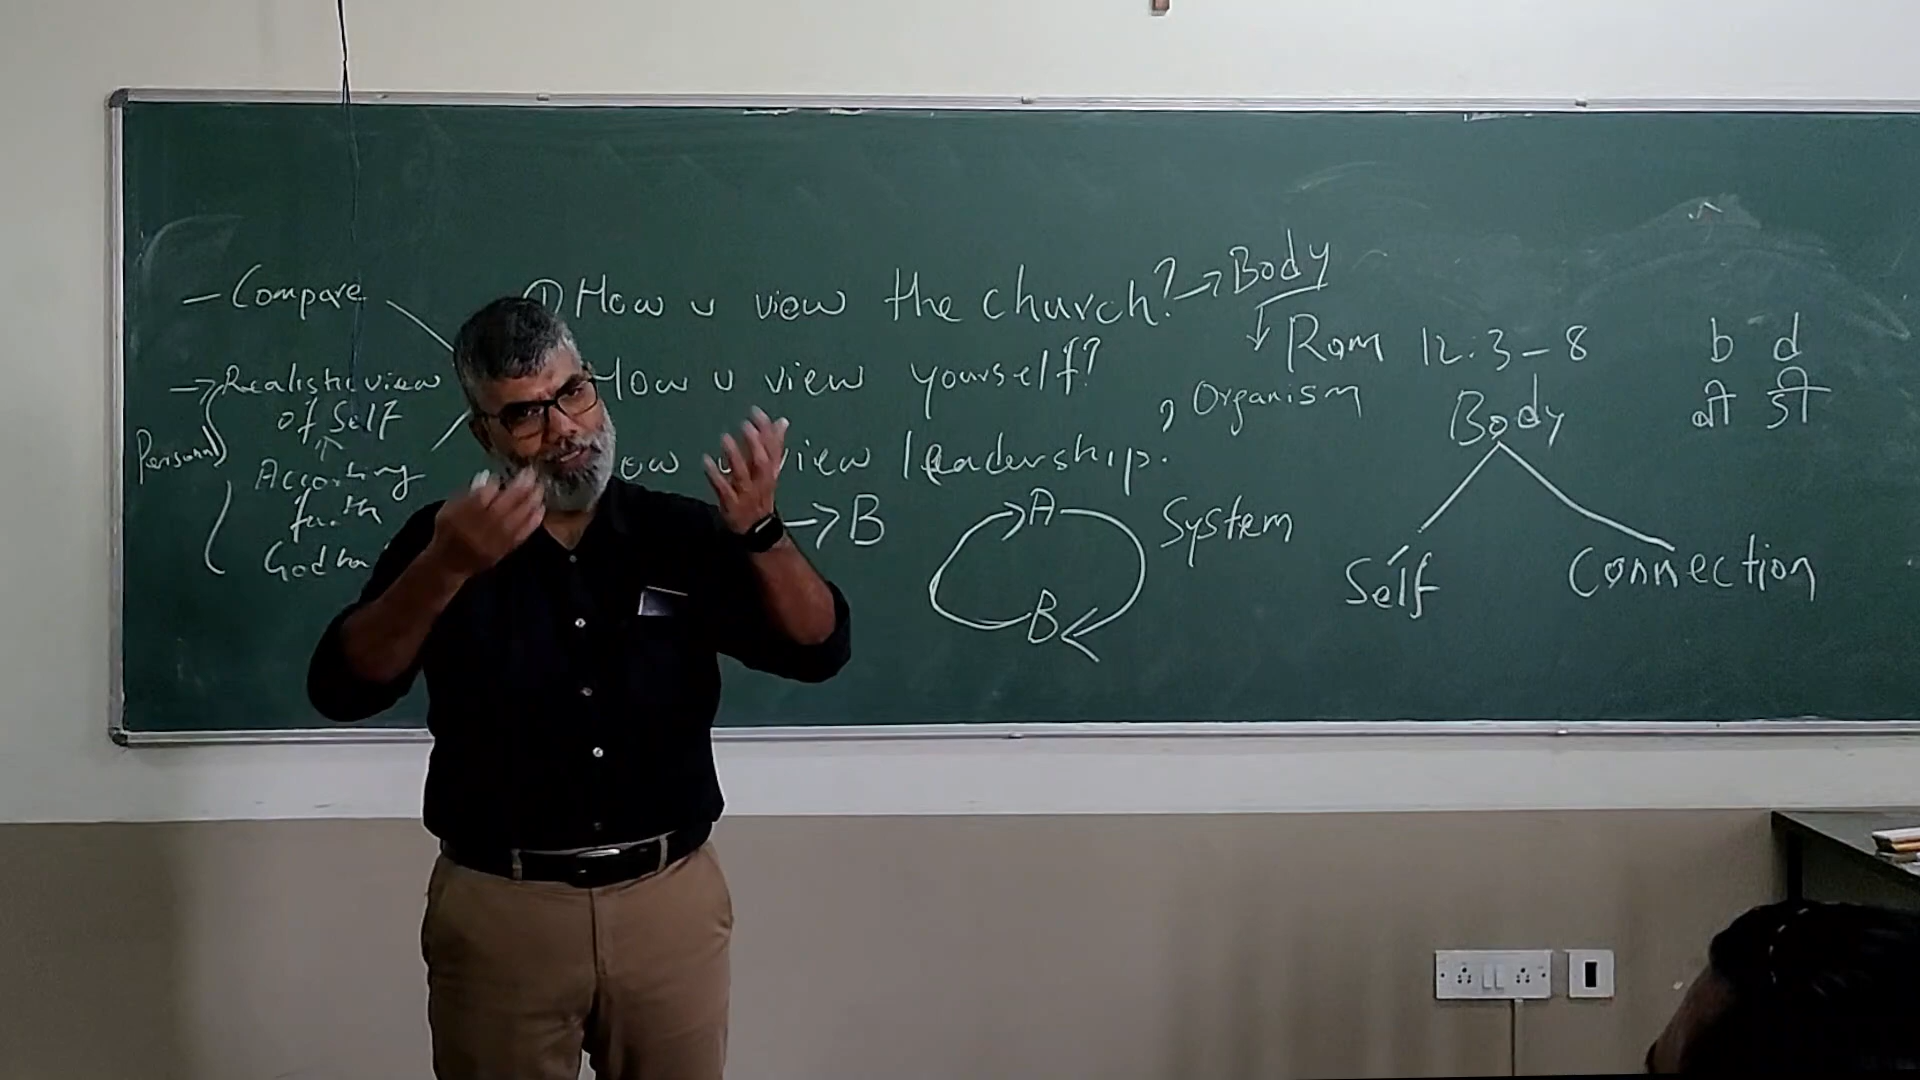 – Compare
→ Realistic view
of Self
Personal
According
faith
① How u view the church? → Body
How u view yourself?
view leadership?
→ B
A
B
System
Rom 12:3–8
Organism
Body
Self
Connection
b d